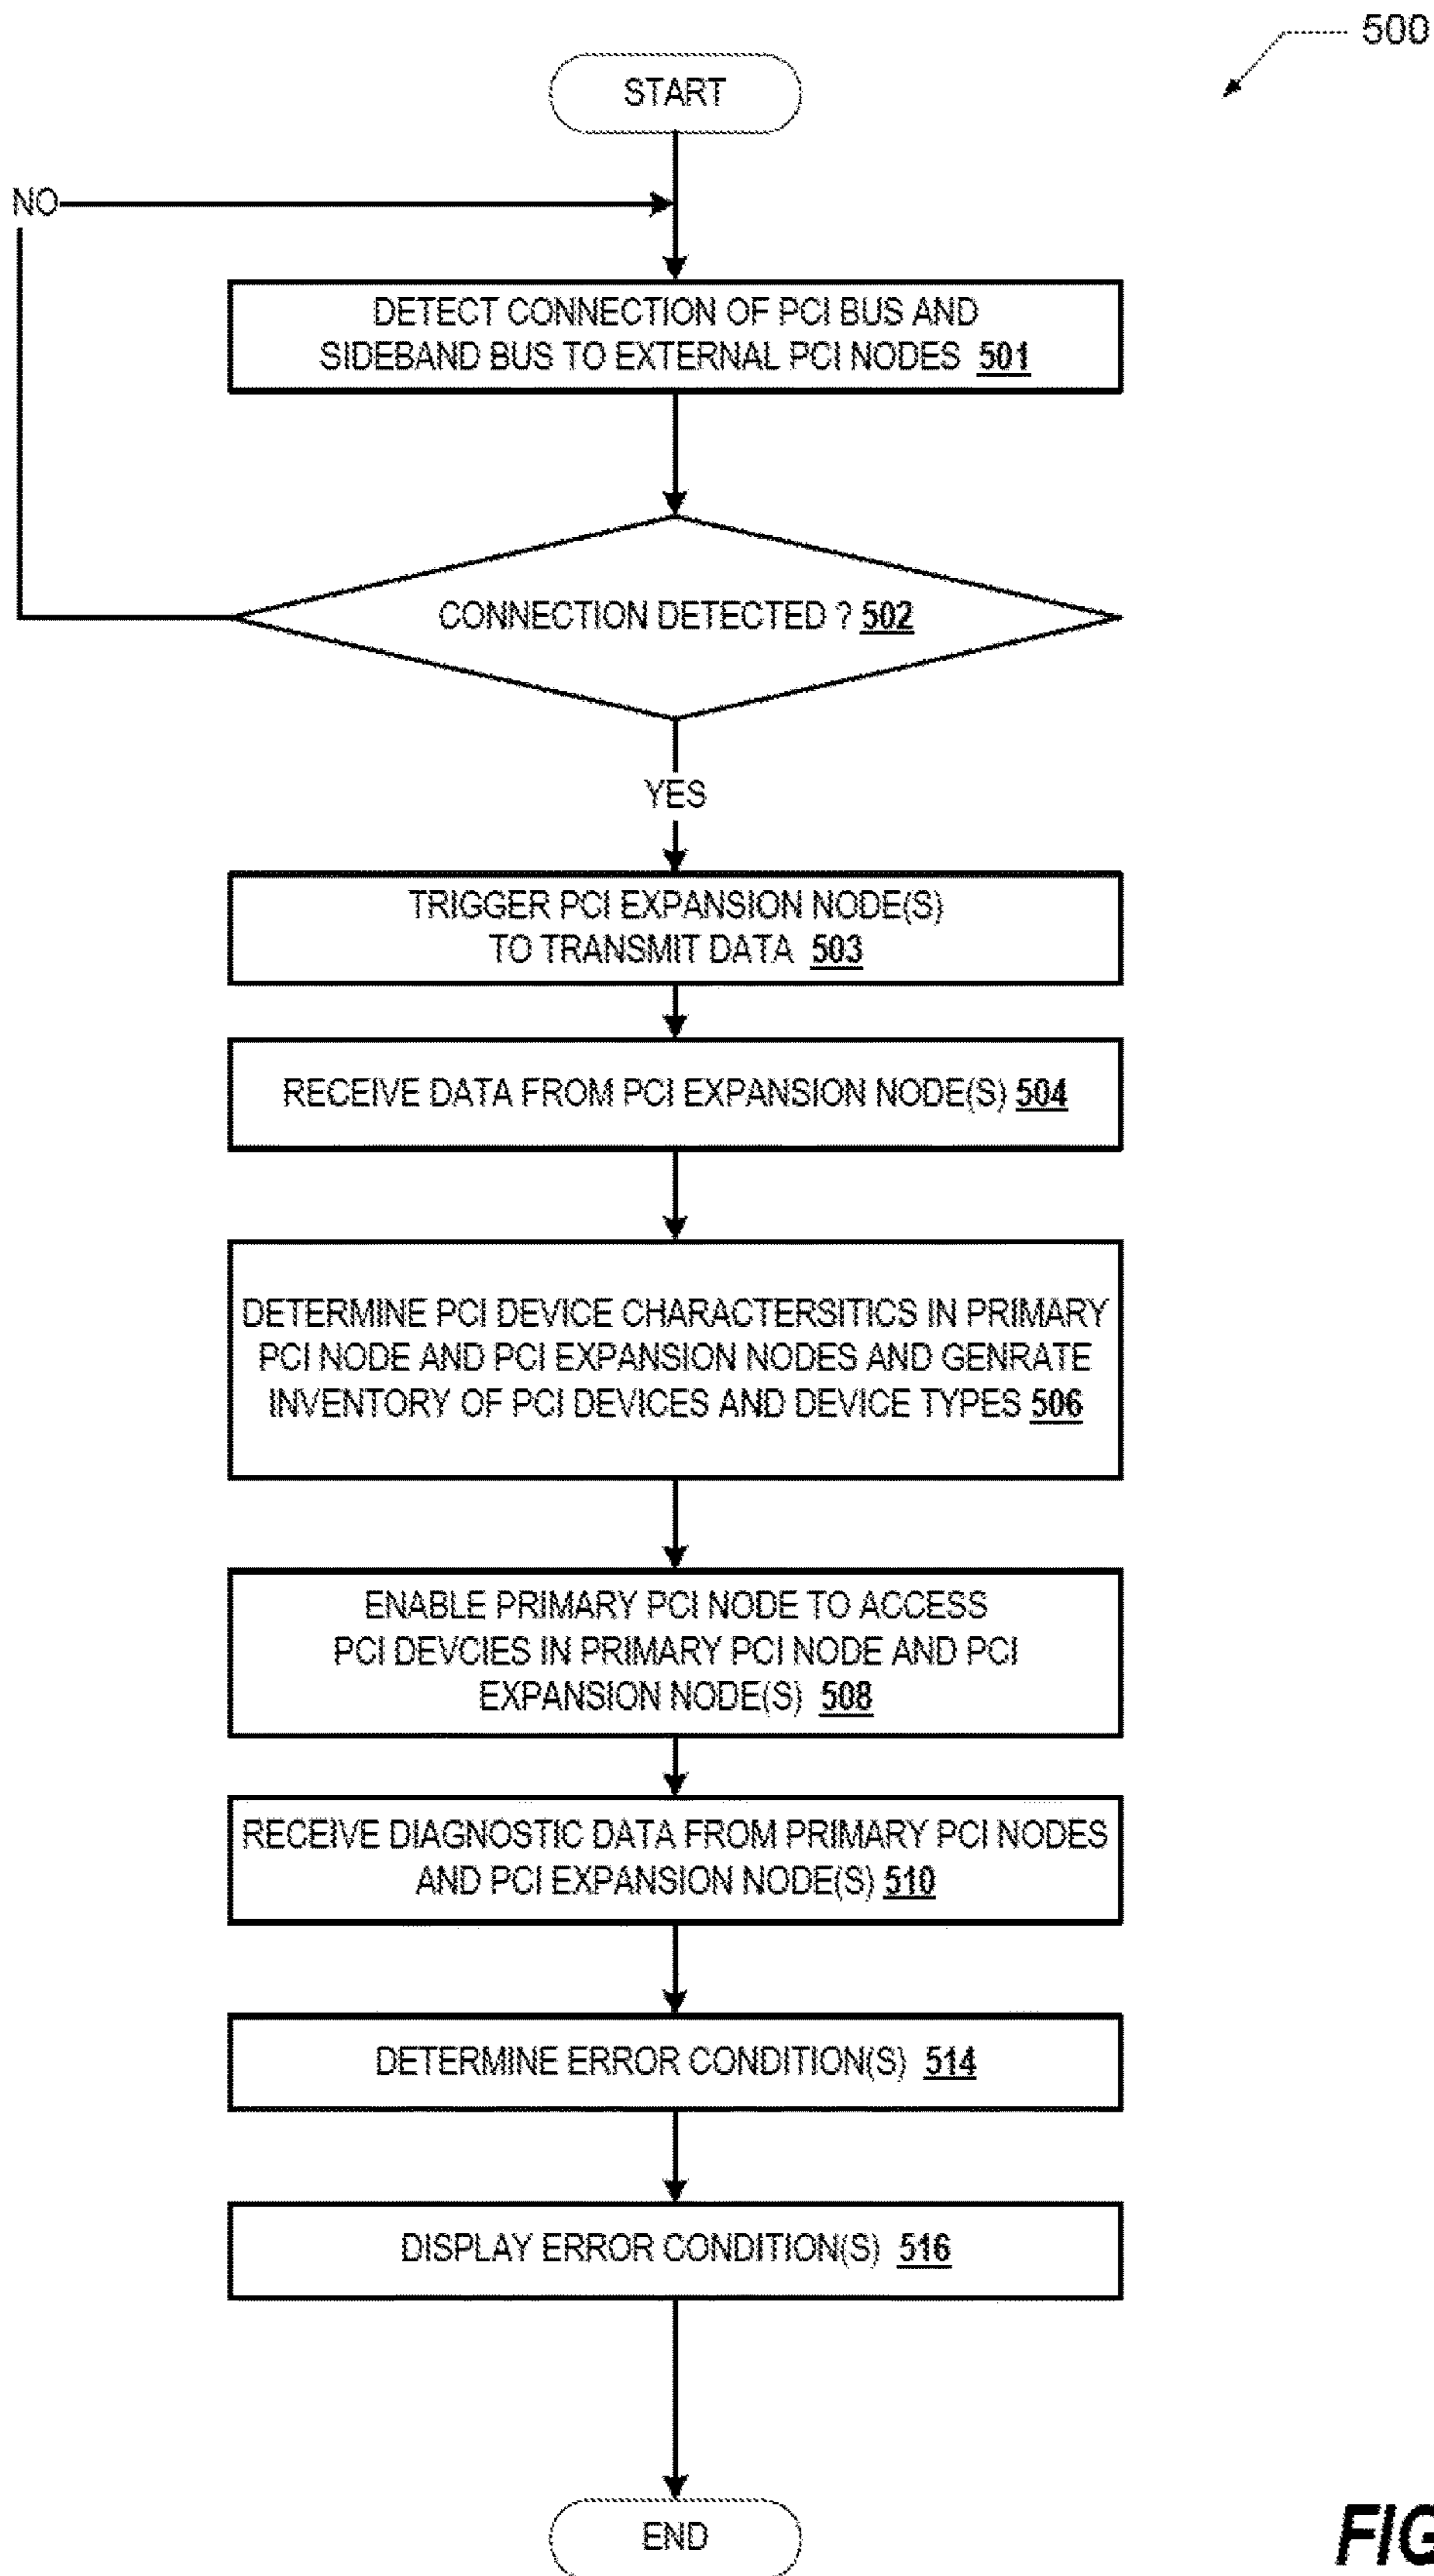 500
START
NO
DETECT CONNECTION OF PCI BUS AND
SIDEBAND BUS TO EXTERNAL PCI NODES 501
CONNECTION DETECTED ? 502
YES
TRIGGER PCI EXPANSION NODE(S)
TO TRANSMIT DATA 503
RECEIVE DATA FROM PCI EXPANSION NODE(S) 504
DETERMINE PCI DEVICE CHARACTERSITICS IN PRIMARY
PCI NODE AND PCI EXPANSION NODES AND GENRATE
INVENTORY OF PCI DEVICES AND DEVICE TYPES 506
ENABLE PRIMARY PCI NODE TO ACCESS
PCI DEVCIES IN PRIMARY PCI NODE AND PCI
EXPANSION NODE(S) 508
RECEIVE DIAGNOSTIC DATA FROM PRIMARY PCI NODES
AND PCI EXPANSION NODE(S) 510
DETERMINE ERROR CONDITION(S) 514
DISPLAY ERROR CONDITION(S) 516
END
FIG